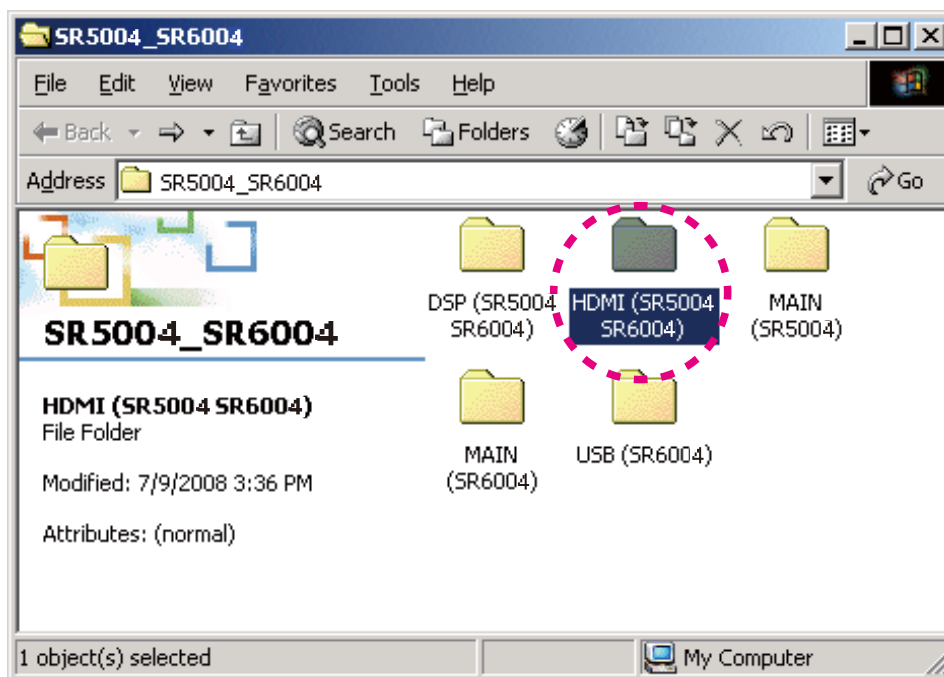 SR5004_SR6004
File Edit View Favorites Tools Help
Back Search Folders
Address SR5004_SR6004 Go
SR5004_SR6004
HDMI (SR5004 SR6004)
File Folder
Modified: 7/9/2008 3:36 PM
Attributes: (normal)
DSP (SR5004
SR6004)
HDMI (SR5004
SR6004)
MAIN
(SR5004)
MAIN
(SR6004)
USB (SR6004)
1 object(s) selected My Computer